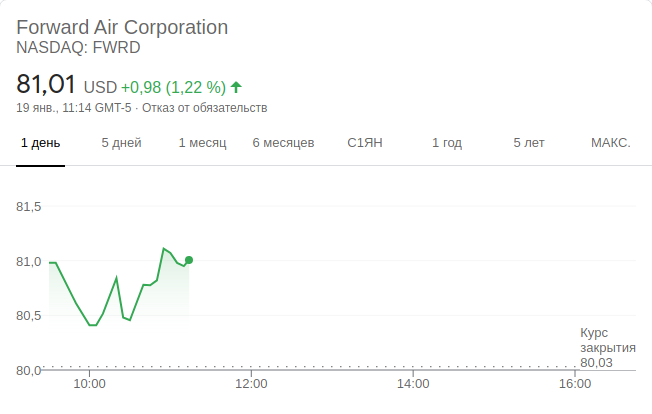 Forward Air Corporation
NASDAQ: FWRD
81,01 USD +0,98 (1,22 %)
19 янв., 11:14 GMT-5 · Отказ от обязательств
1 день 5 дней 1 месяц 6 месяцев С1ЯН 1 год 5 лет МАКС.
81,5
81,0
80,5
Курс
закрытия
80,03
80,0
10:00 12:00 14:00 16:00